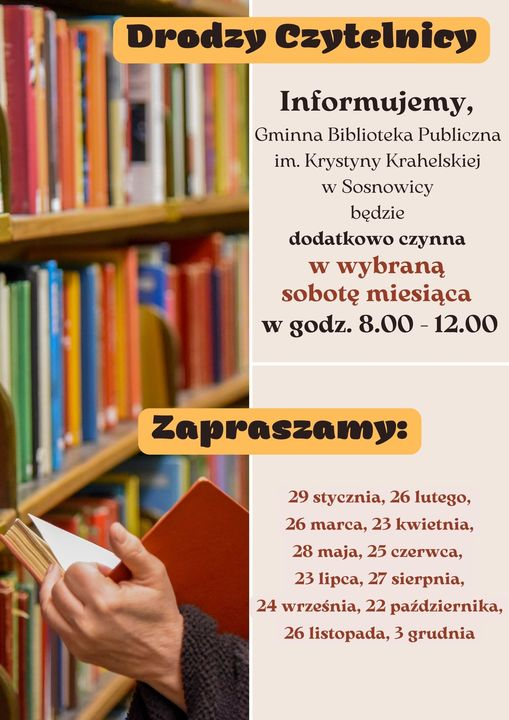 Drodzy Czytelnicy
Informujemy,
Gminna Biblioteka Publiczna
im. Krystyny Krahelskiej
w Sosnowicy
będzie
dodatkowo czynna
w wybraną
sobotę miesiąca
w godz. 8.00 - 12.00
Zapraszamy:
29 stycznia, 26 lutego,
26 marca, 23 kwietnia,
28 maja, 25 czerwca,
23 lipca, 27 sierpnia,
24 września, 22 października,
26 listopada, 3 grudnia